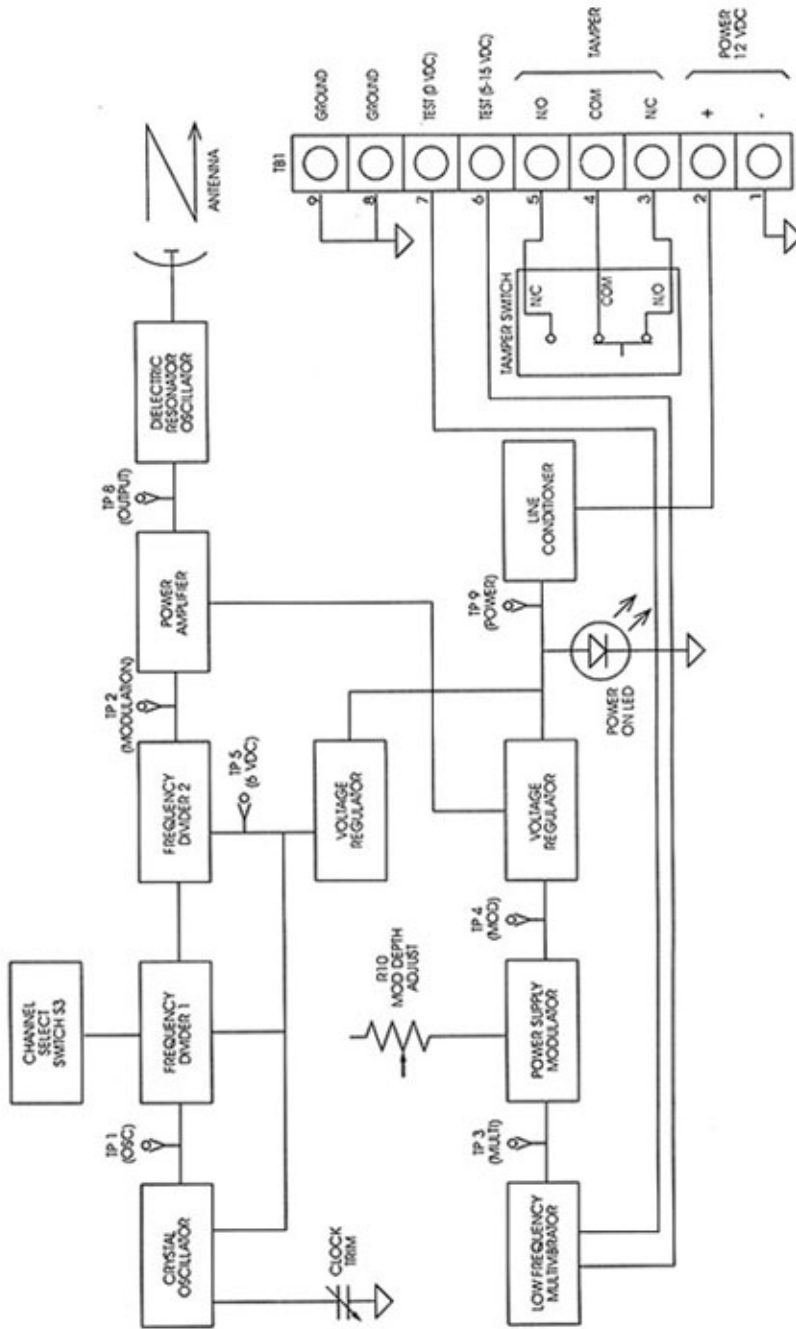 CHANNEL
SELECT
SWITCH S3
CRYSTAL
OSCILLATOR
TP 1
(OSC)
FREQUENCY
DIVIDER 1
FREQUENCY
DIVIDER 2
TP 2
(MODULATION)
POWER
AMPLIFIER
TP 8
(OUTPUT)
DIELECTRIC
RESONATOR
OSCILLATOR
ANTENNA
CLOCK
TRIM
TP 5
(6 VDC)
VOLTAGE
REGULATOR
R10
MOD DEPTH
ADJUST
LOW FREQUENCY
MULTIVIBRATOR
TP 3
(MULTI)
POWER SUPPLY
MODULATOR
TP 4
(MOD)
VOLTAGE
REGULATOR
POWER
ON LED
TP 9
(POWER)
LINE
CONDITIONER
TAMPER SWITCH
N/C
COM
N/O
TB1
9 GROUND
8 GROUND
7 TEST (0 VDC)
6 TEST (5-15 VDC)
5 N/O
4 COM
3 N/C
TAMPER
2 +
1 -
POWER
12 VDC